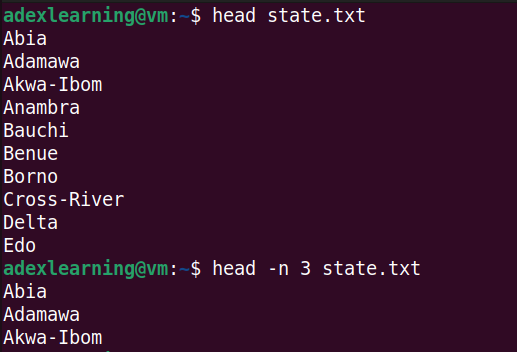 adexlearning@vm:~$ head state.txt
Abia
Adamawa
Akwa-Ibom
Anambra
Bauchi
Benue
Borno
Cross-River
Delta
Edo
adexlearning@vm:~$ head -n 3 state.txt
Abia
Adamawa
Akwa-Ibom